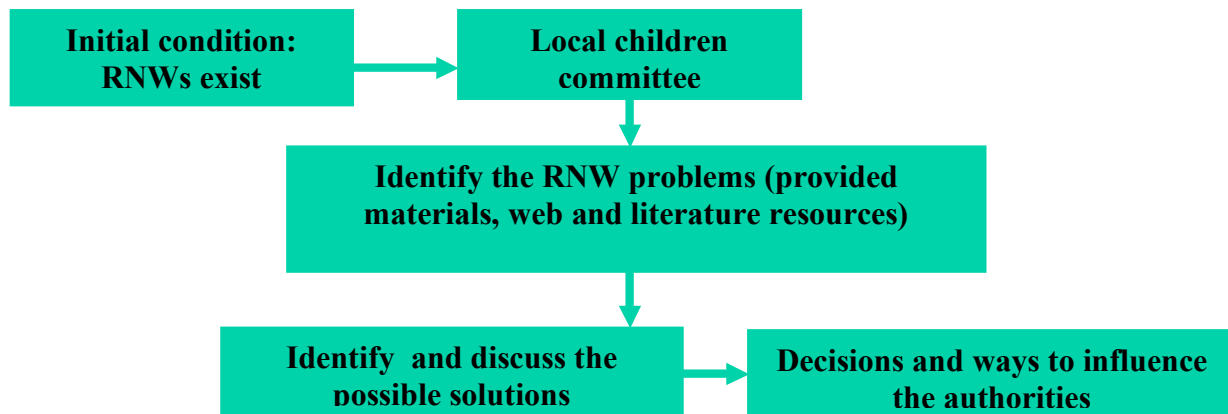 Initial condition:
RNWs exist
Local children
committee
Identify the RNW problems (provided
materials, web and literature resources)
Identify and discuss the
possible solutions
Decisions and ways to influence
the authorities